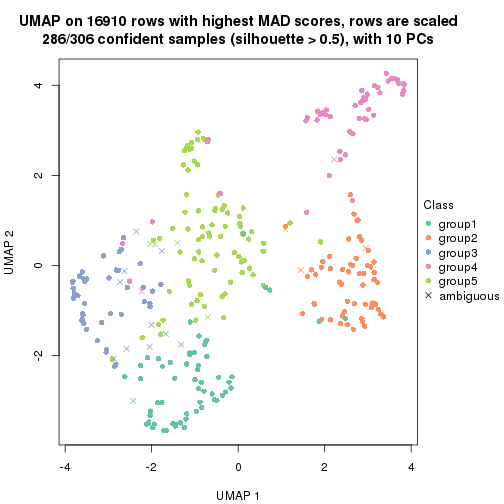 UMAP on 16910 rows with highest MAD scores, rows are scaled
286/306 confident samples (silhouette > 0.5), with 10 PCs
4
2
0
-2
UMAP 2
-4
-2
0
2
4
UMAP 1
Class
group1
group2
group3
group4
group5
ambiguous